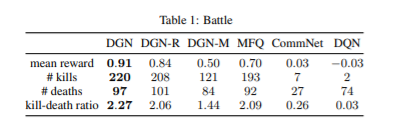 Table 1: Battle
DGN DGN-R DGN-M MFQ CommNet DQN
mean reward 0.91 0.84 0.50 0.70 0.03 −0.03
# kills 220 208 121 193 7 2
# deaths 97 101 84 92 27 74
kill-death ratio 2.27 2.06 1.44 2.09 0.26 0.03